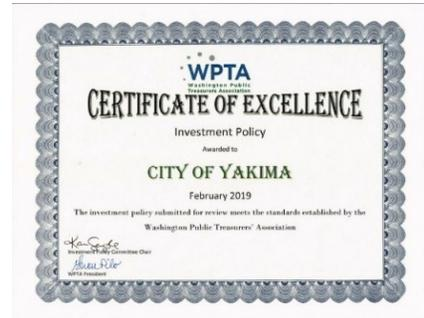 WPTA
Washington Public
Treasurers Association
CERTIFICATE OF EXCELLENCE
Investment Policy
Awarded to
CITY OF YAKIMA
February 2019
The investment policy submitted for review meets the standards established by the
Washington Public Treasurers' Association
Investment Policy Committee Chair
WPTA President